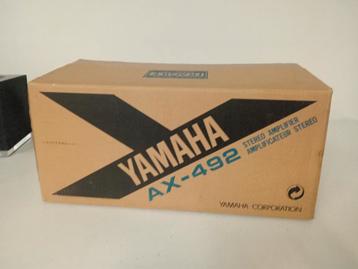 YAMAHA
AX-492
STEREO AMPLIFIER
AMPLIFICATEUR STEREO
YAMAHA CORPORATION